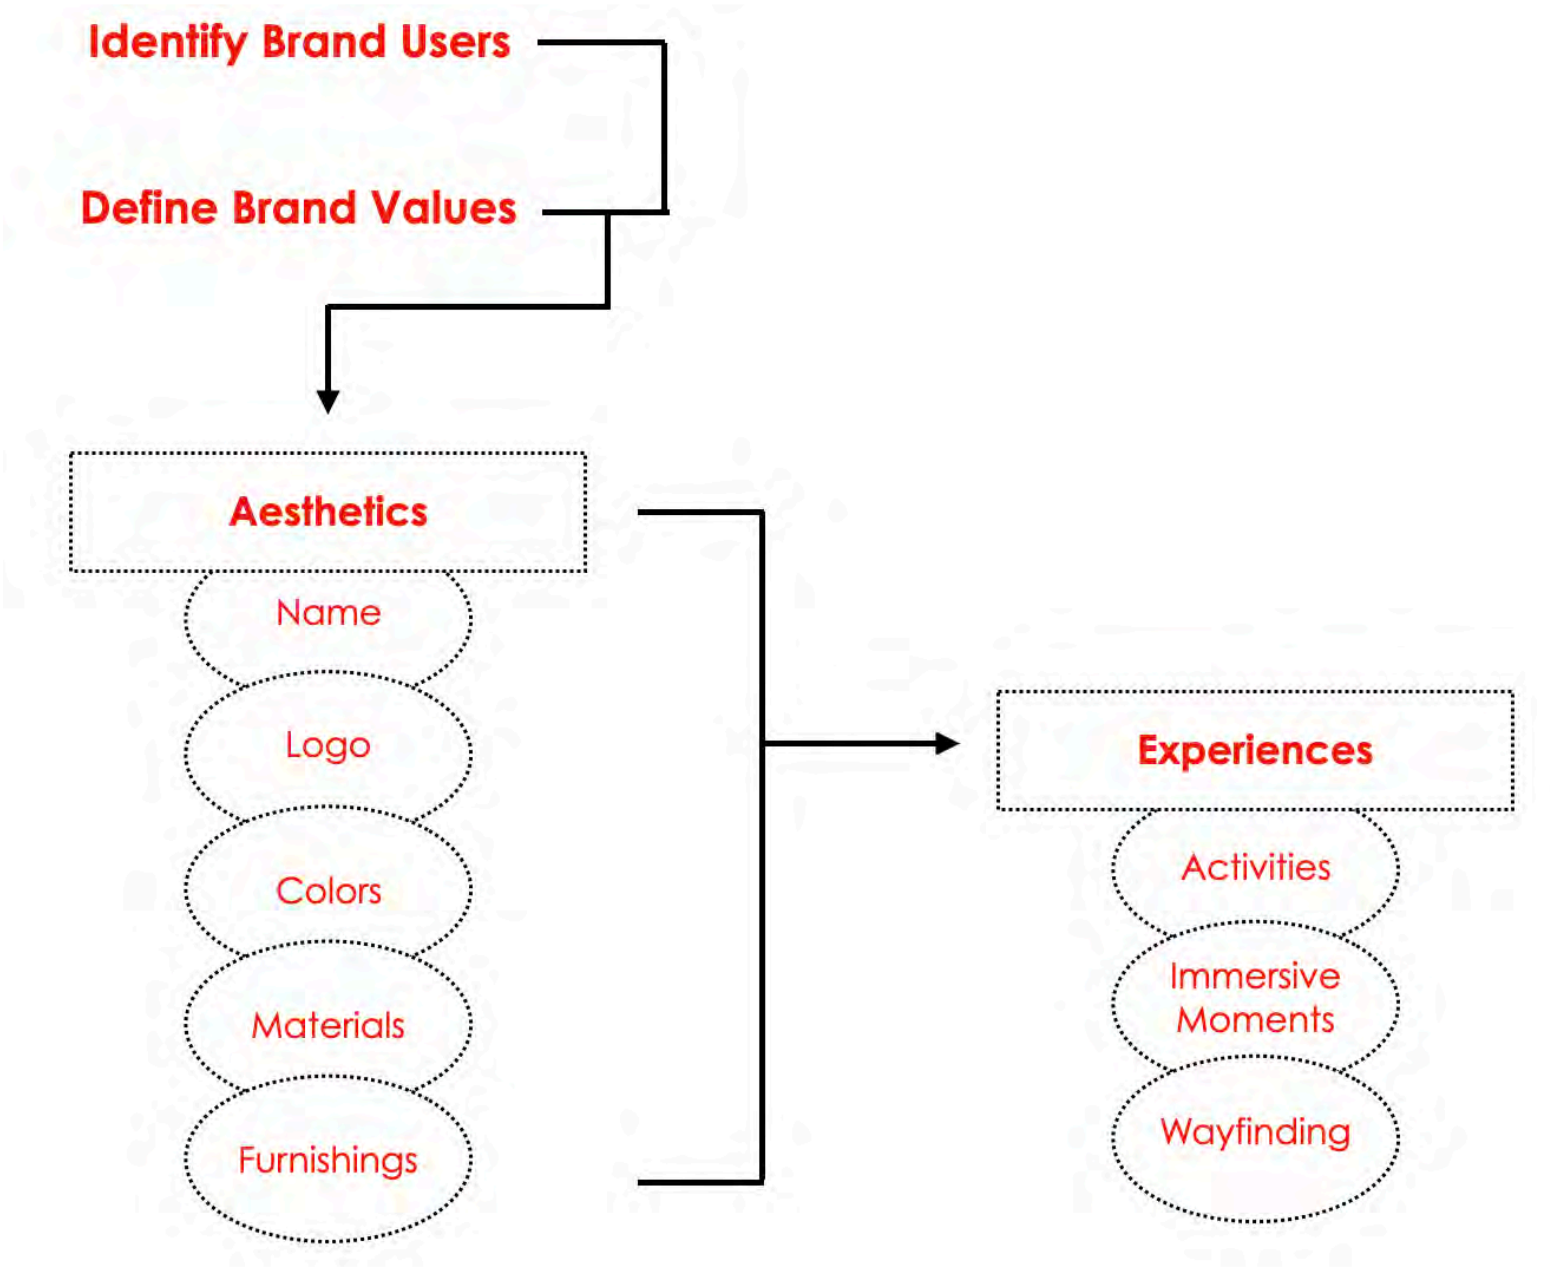 Identify Brand Users
Define Brand Values
Aesthetics
Name
Logo
Colors
Materials
Furnishings
Experiences
Activities
Immersive
Moments
Wayfinding